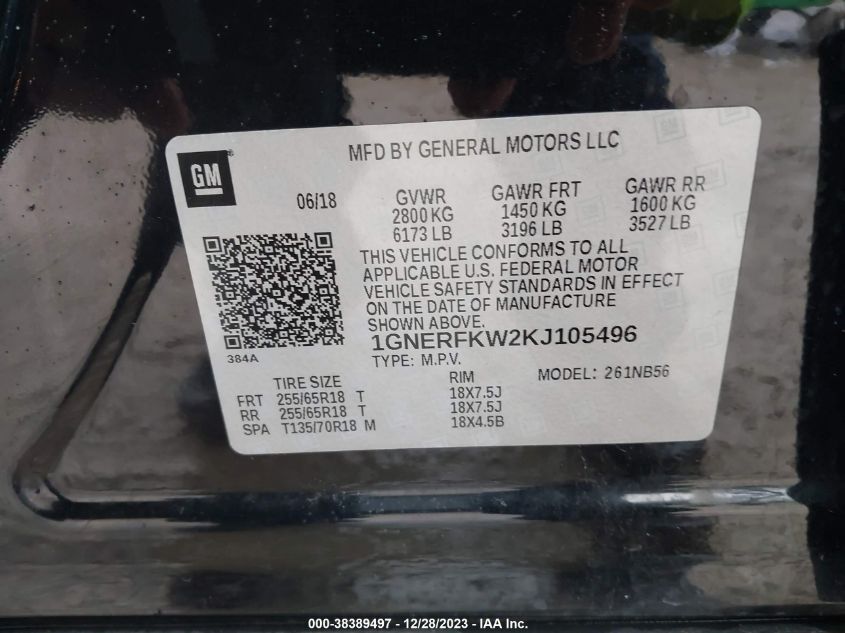 GM
MFD BY GENERAL MOTORS LLC
06/18
GVWR
2800 KG
6173 LB
GAWR FRT
1450 KG
3196 LB
GAWR RR
1600 KG
3527 LB
THIS VEHICLE CONFORMS TO ALL
APPLICABLE U.S. FEDERAL MOTOR
VEHICLE SAFETY STANDARDS IN EFFECT
ON THE DATE OF MANUFACTURE
SHOWN ABOVE.
384A
1GNERFKW2KJ105496
TYPE: M.P.V.
MODEL: 261NB56
TIRE SIZE RIM
FRT 255/65R18 T 18X7.5J
RR 255/65R18 T 18X7.5J
SPA T135/70R18 M 18X4.5B
000-38389497 - 12/28/2023 - IAA Inc.